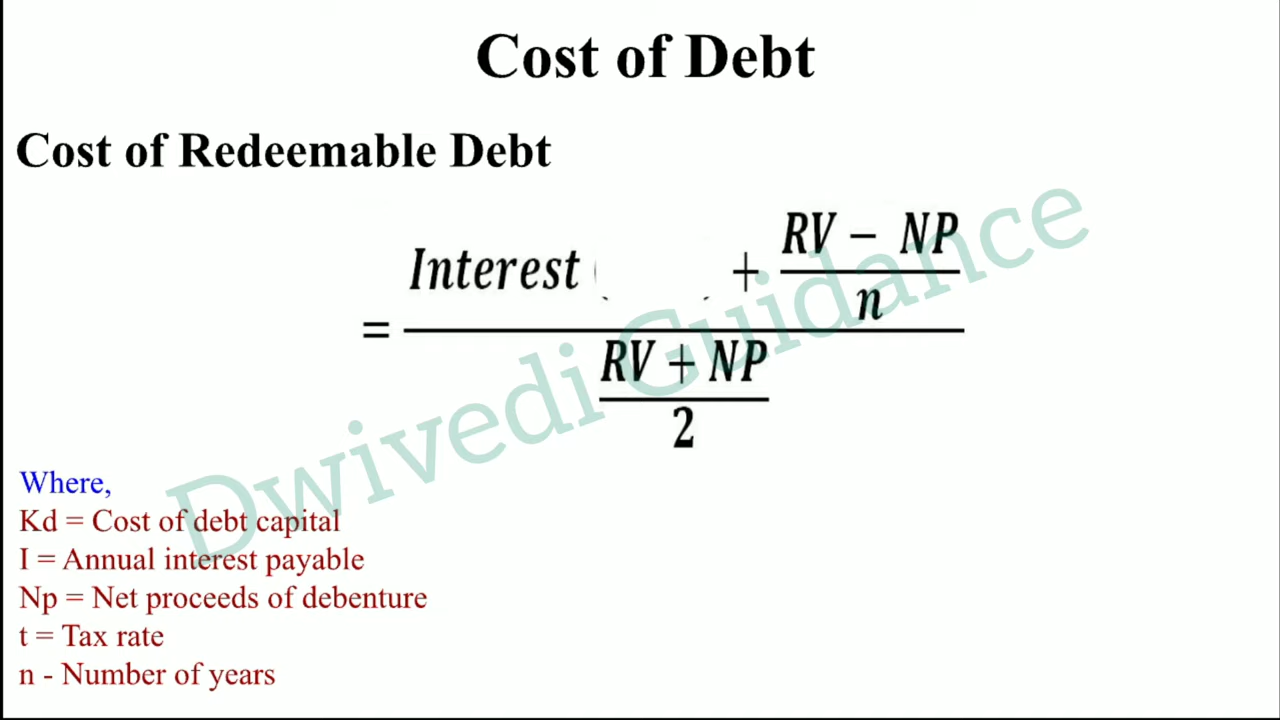 Cost of Debt
Cost of Redeemable Debt
= Interest + RV − NP
n
RV + NP
2
Dwivedi Guidance
Where,
Kd = Cost of debt capital
I = Annual interest payable
Np = Net proceeds of debenture
t = Tax rate
n - Number of years